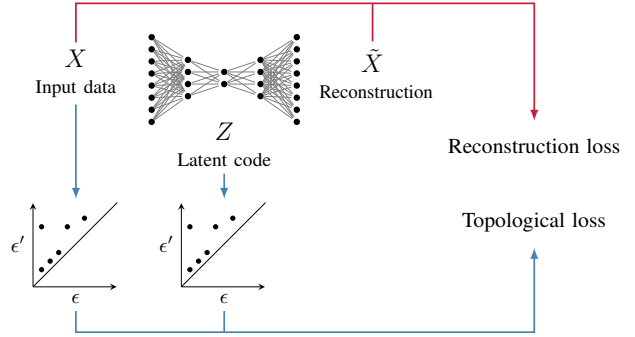 X
Input data
X̃
Reconstruction
Z
Latent code
Reconstruction loss
Topological loss
ϵ′
ϵ
ϵ′
ϵ